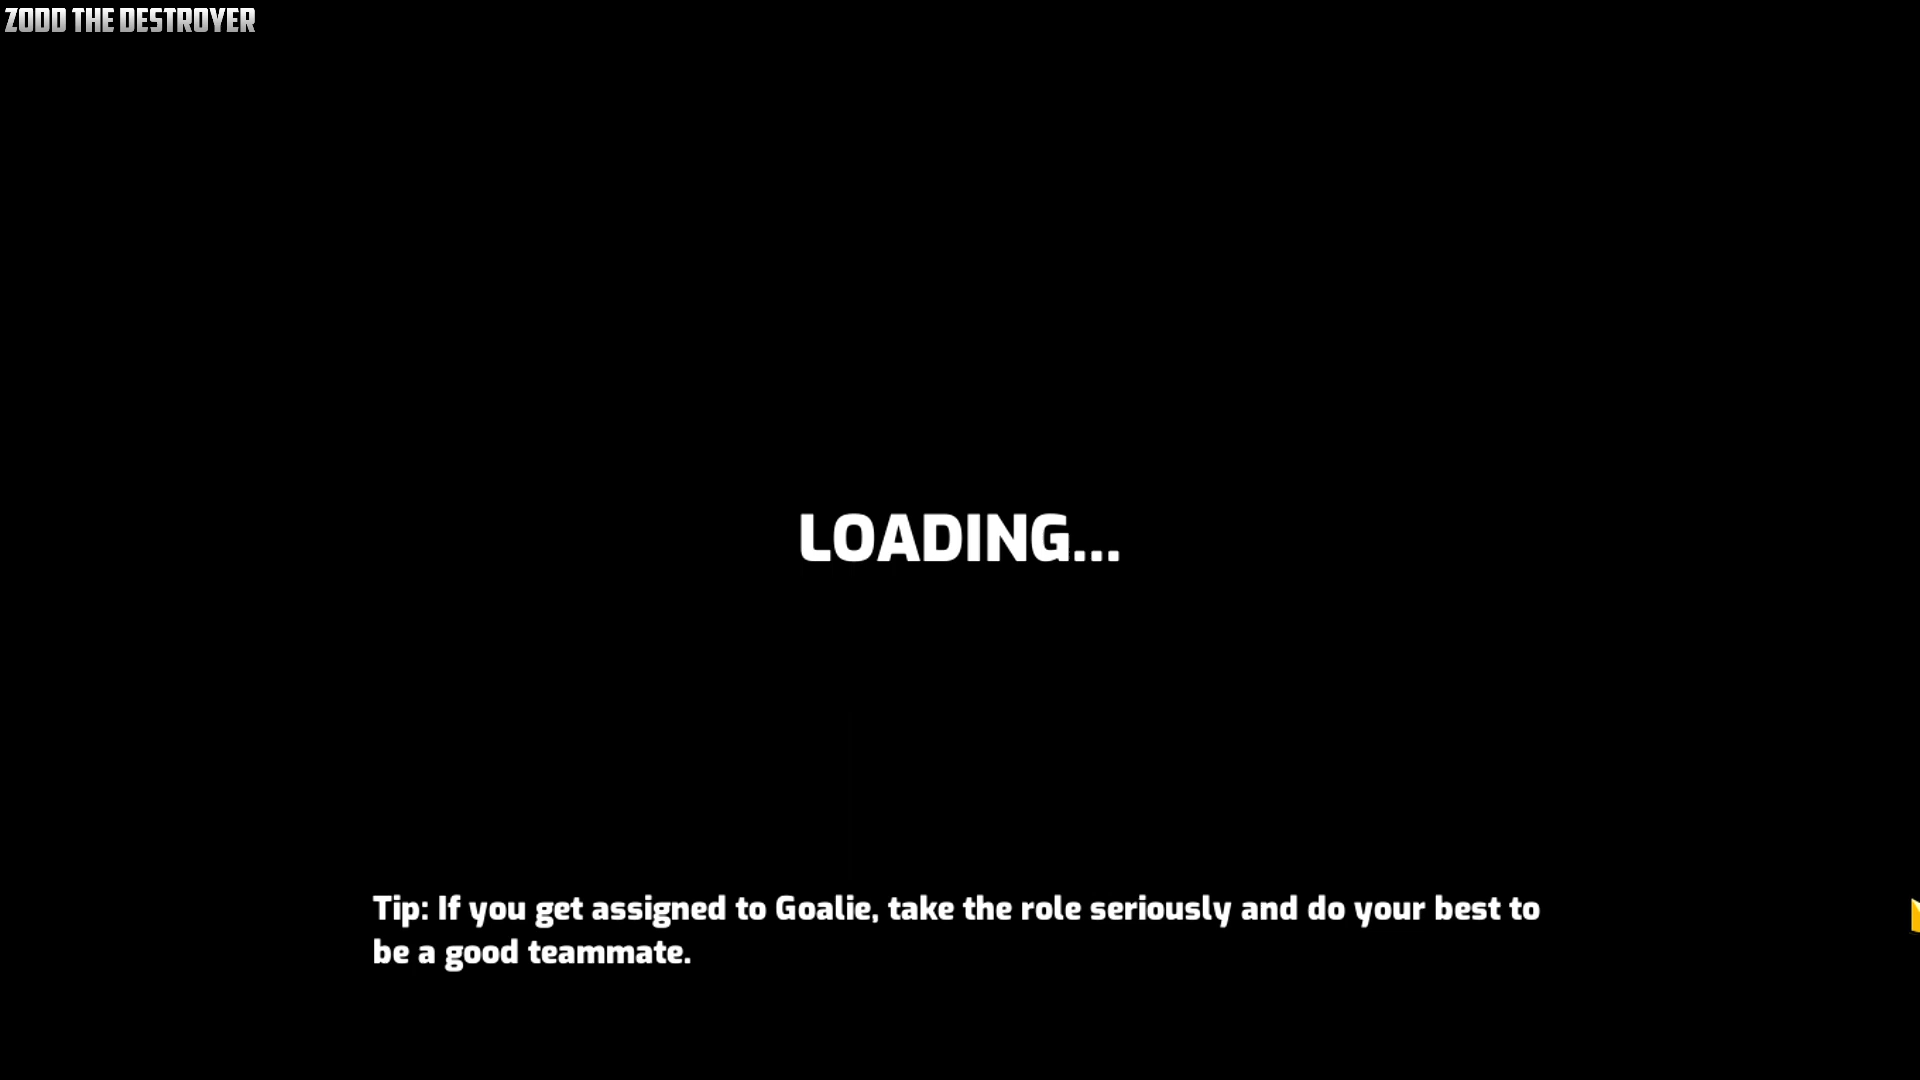 ZODD THE DESTROYER
LOADING...
Tip: If you get assigned to Goalie, take the role seriously and do your best to
be a good teammate.